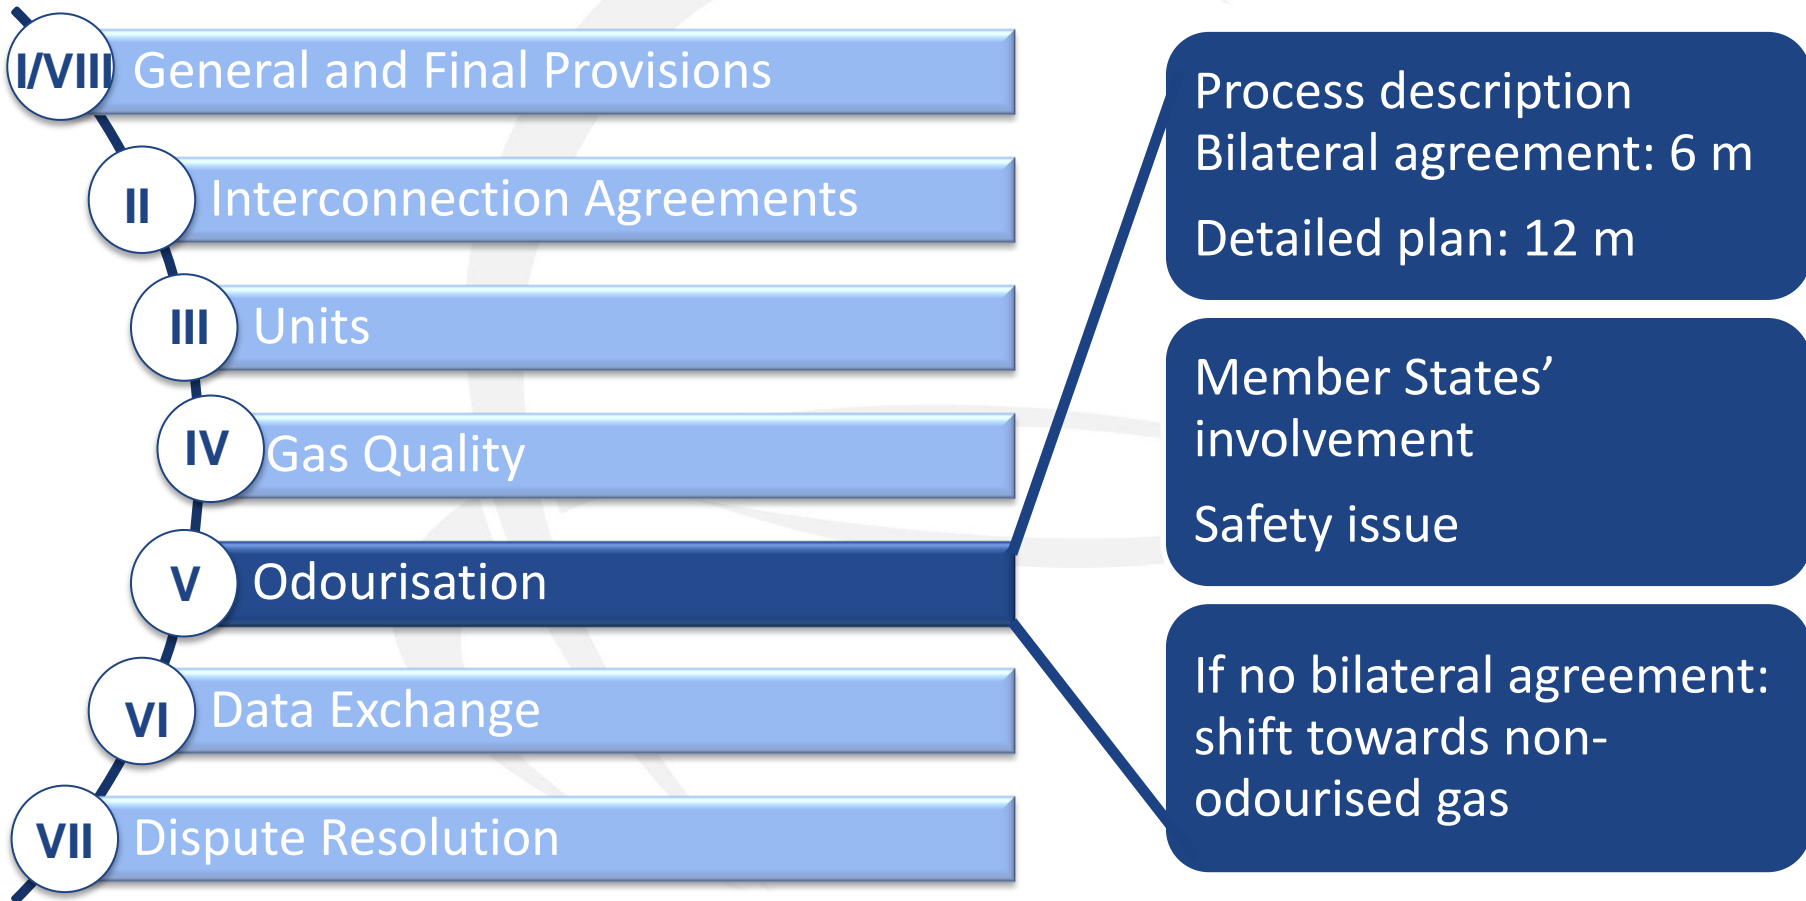 I/VIII General and Final Provisions
II Interconnection Agreements
III Units
IV Gas Quality
V Odourisation
VI Data Exchange
VII Dispute Resolution
Process description
Bilateral agreement: 6 m
Detailed plan: 12 m
Member States’
involvement
Safety issue
If no bilateral agreement:
shift towards non-
odourised gas